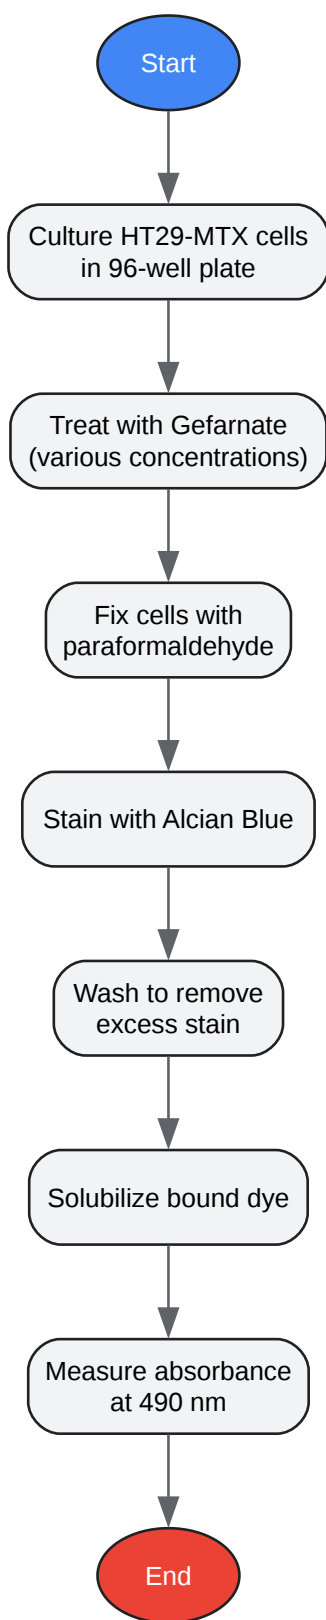 Start
Culture HT29-MTX cells
in 96-well plate
Treat with Gefarnate
(various concentrations)
Fix cells with
paraformaldehyde
Stain with Alcian Blue
Wash to remove
excess stain
Solubilize bound dye
Measure absorbance
at 490 nm
End